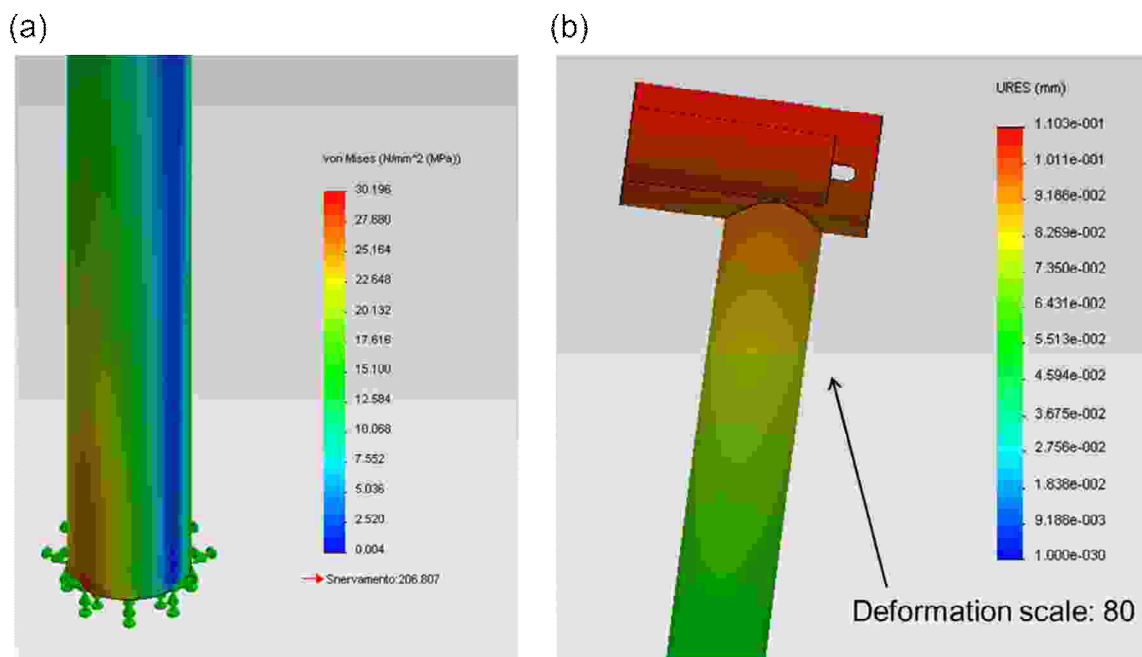 (a)
(b)
von Mises (N/mm^2 (MPa))
30.196
27.680
25.164
22.648
20.132
17.616
15.100
12.584
10.068
7.552
5.036
2.520
0.004
Snervamento:206.807
URES (mm)
1.103e-001
1.011e-001
9.188e-002
8.269e-002
7.350e-002
6.431e-002
5.513e-002
4.594e-002
3.675e-002
2.756e-002
1.838e-002
9.188e-003
1.000e-030
Deformation scale: 80